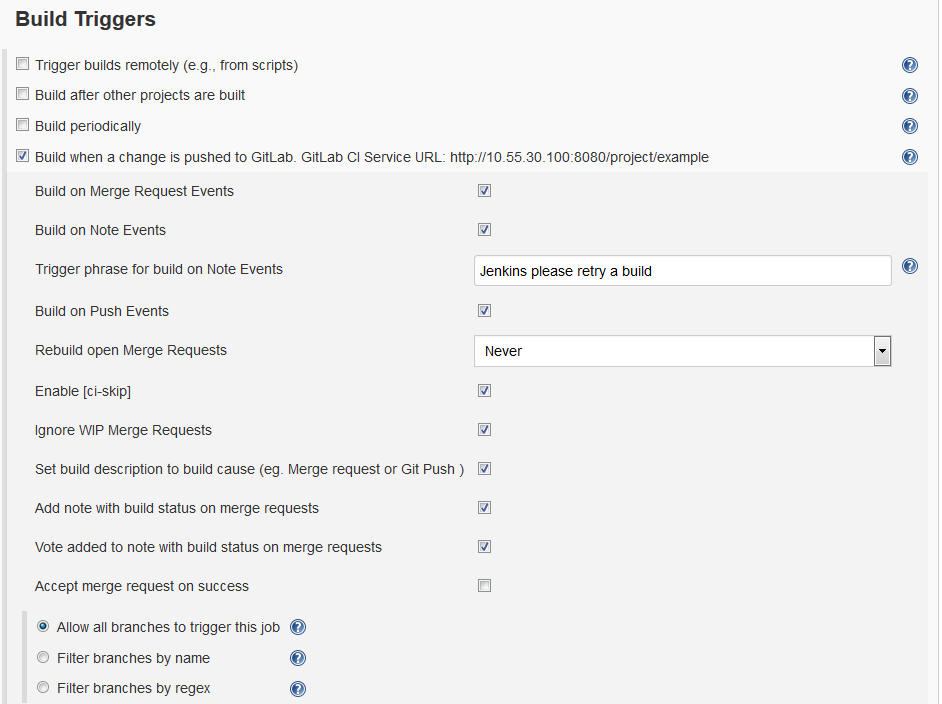 Build Triggers
Trigger builds remotely (e.g., from scripts)
Build after other projects are built
Build periodically
Build when a change is pushed to GitLab. GitLab CI Service URL: http://10.55.30.100:8080/project/example
Build on Merge Request Events
Build on Note Events
Trigger phrase for build on Note Events Jenkins please retry a build
Build on Push Events
Rebuild open Merge Requests Never
Enable [ci-skip]
Ignore WIP Merge Requests
Set build description to build cause (eg. Merge request or Git Push )
Add note with build status on merge requests
Vote added to note with build status on merge requests
Accept merge request on success
Allow all branches to trigger this job
Filter branches by name
Filter branches by regex